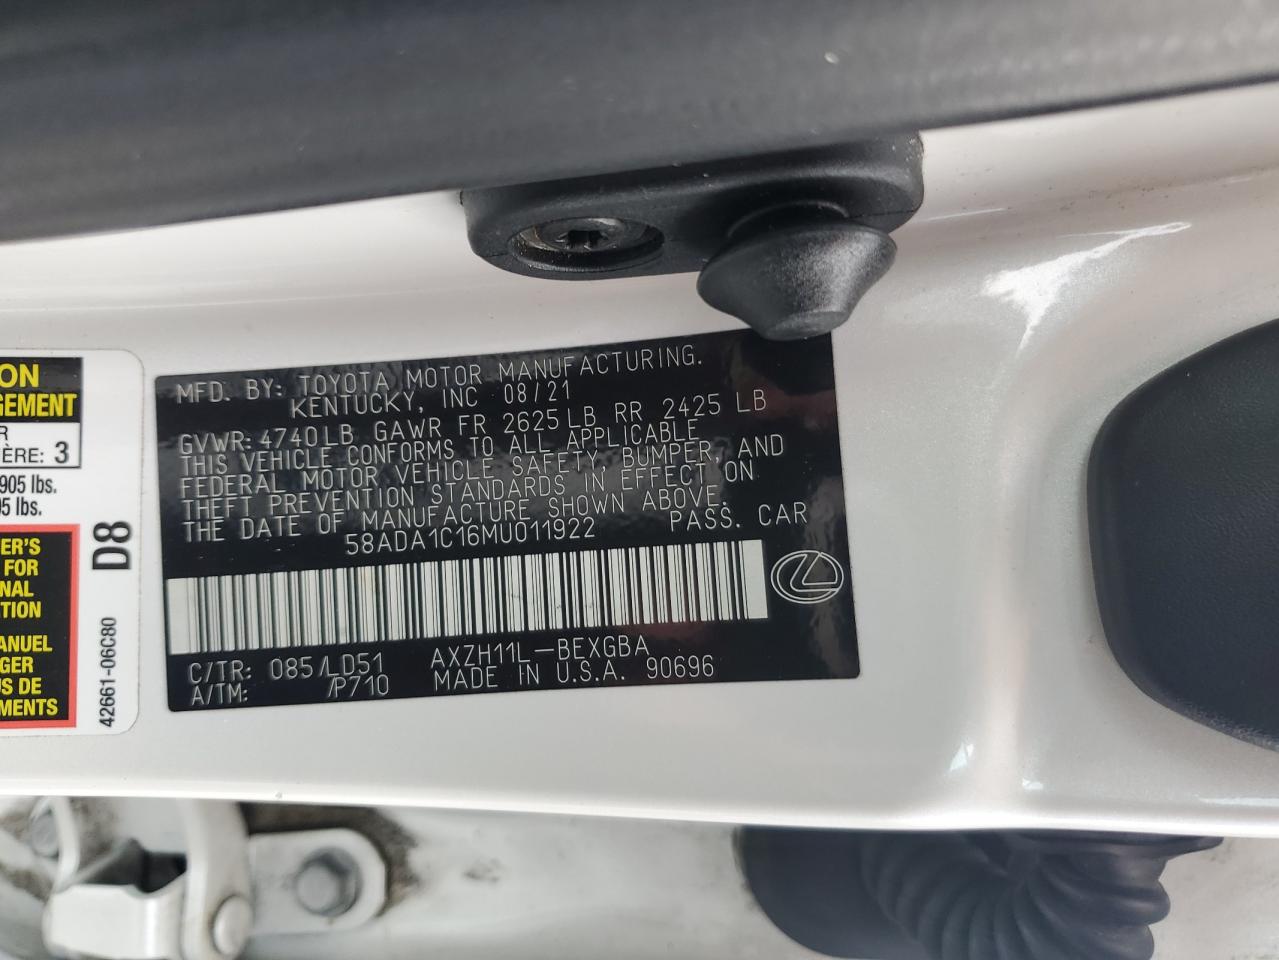 ON
GEMENT
R
ÈRE: 3
905 lbs.
05 lbs.
ER'S
FOR
NAL
TION
MANUEL
GER
US DE
MENTS
D8
42661-06C80
MFD. BY: TOYOTA MOTOR MANUFACTURING.
KENTUCKY, INC 08/21
GVWR: 4740LB GAWR FR 2625 LB RR 2425 LB
THIS VEHICLE CONFORMS TO ALL APPLICABLE
FEDERAL MOTOR VEHICLE SAFETY, BUMPER, AND
THEFT PREVENTION STANDARDS IN EFFECT ON
THE DATE OF MANUFACTURE SHOWN ABOVE.
58ADA1C16MU011922 PASS. CAR
C/TR: 085/LD51 AXZH11L-BEXGBA
A/TM: /P710 MADE IN U.S.A. 90696